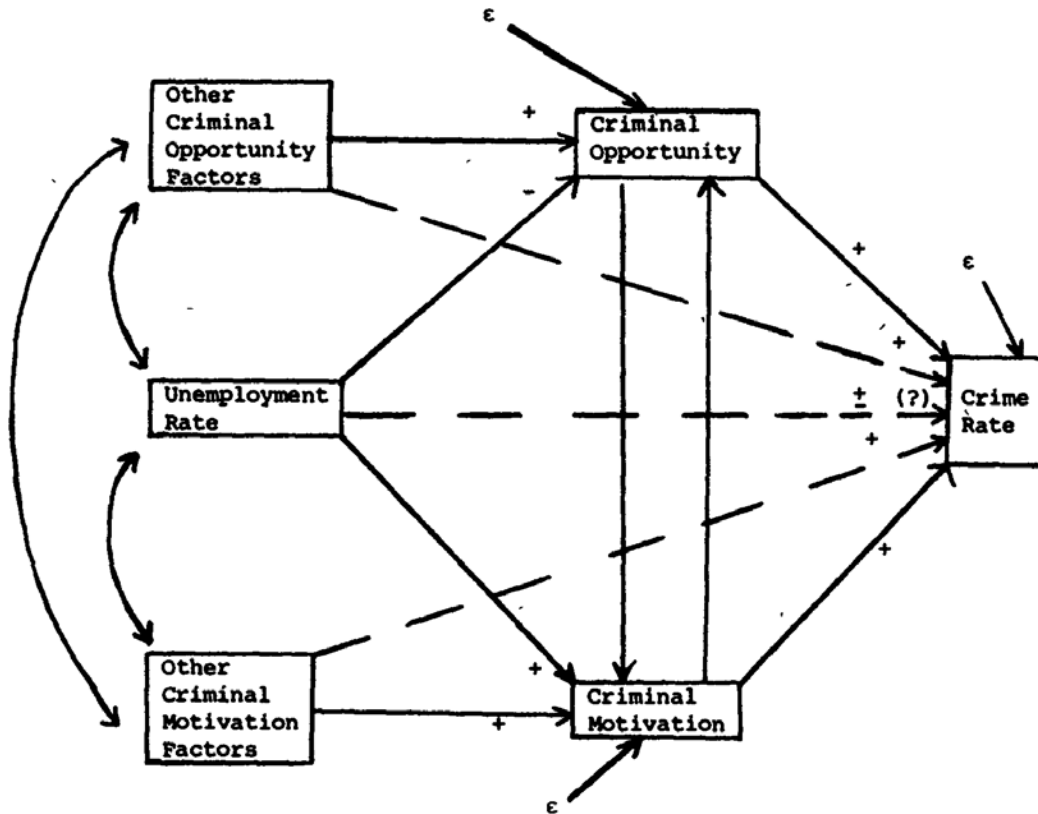 ε
Other
Criminal
Opportunity
Factors
+
Criminal
Opportunity
-
+
ε
+
Unemployment
Rate
± (?)
Crime
Rate
+
+
Other
Criminal
Motivation
Factors
+
+
Criminal
Motivation
ε